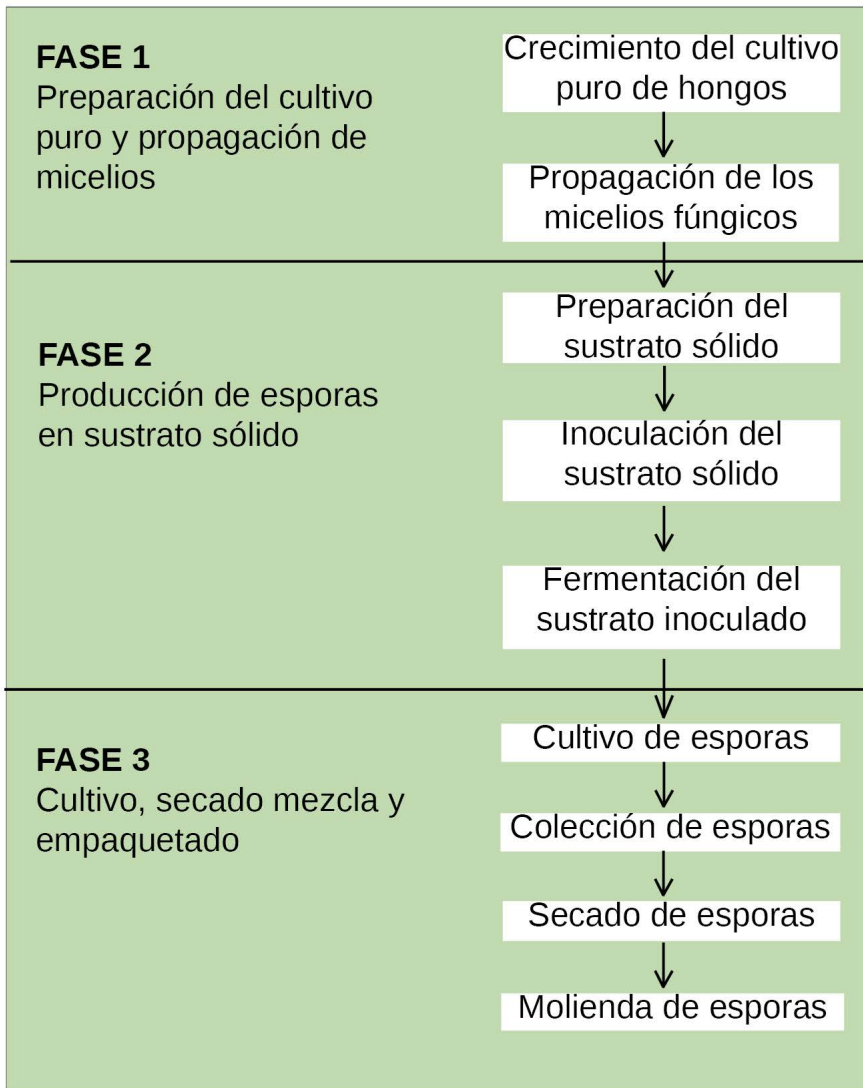 FASE 1
Preparación del cultivo
puro y propagación de
micelios
Crecimiento del cultivo
puro de hongos
Propagación de los
micelios fúngicos
FASE 2
Producción de esporas
en sustrato sólido
Preparación del
sustrato sólido
Inoculación del
sustrato sólido
Fermentación del
sustrato inoculado
FASE 3
Cultivo, secado mezcla y
empaquetado
Cultivo de esporas
Colección de esporas
Secado de esporas
Molienda de esporas